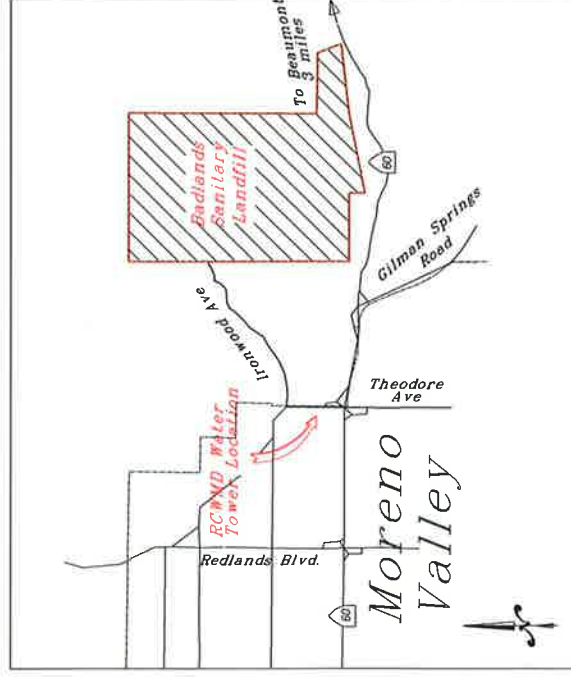 To Beaumont
3 miles
Badlands
Sanitary
Landfill
60
Gilman Springs
Road
Ironwood Ave
Theodore
Ave
RCWMD Water
Tower Location
Redlands Blvd.
60
Moreno
Valley